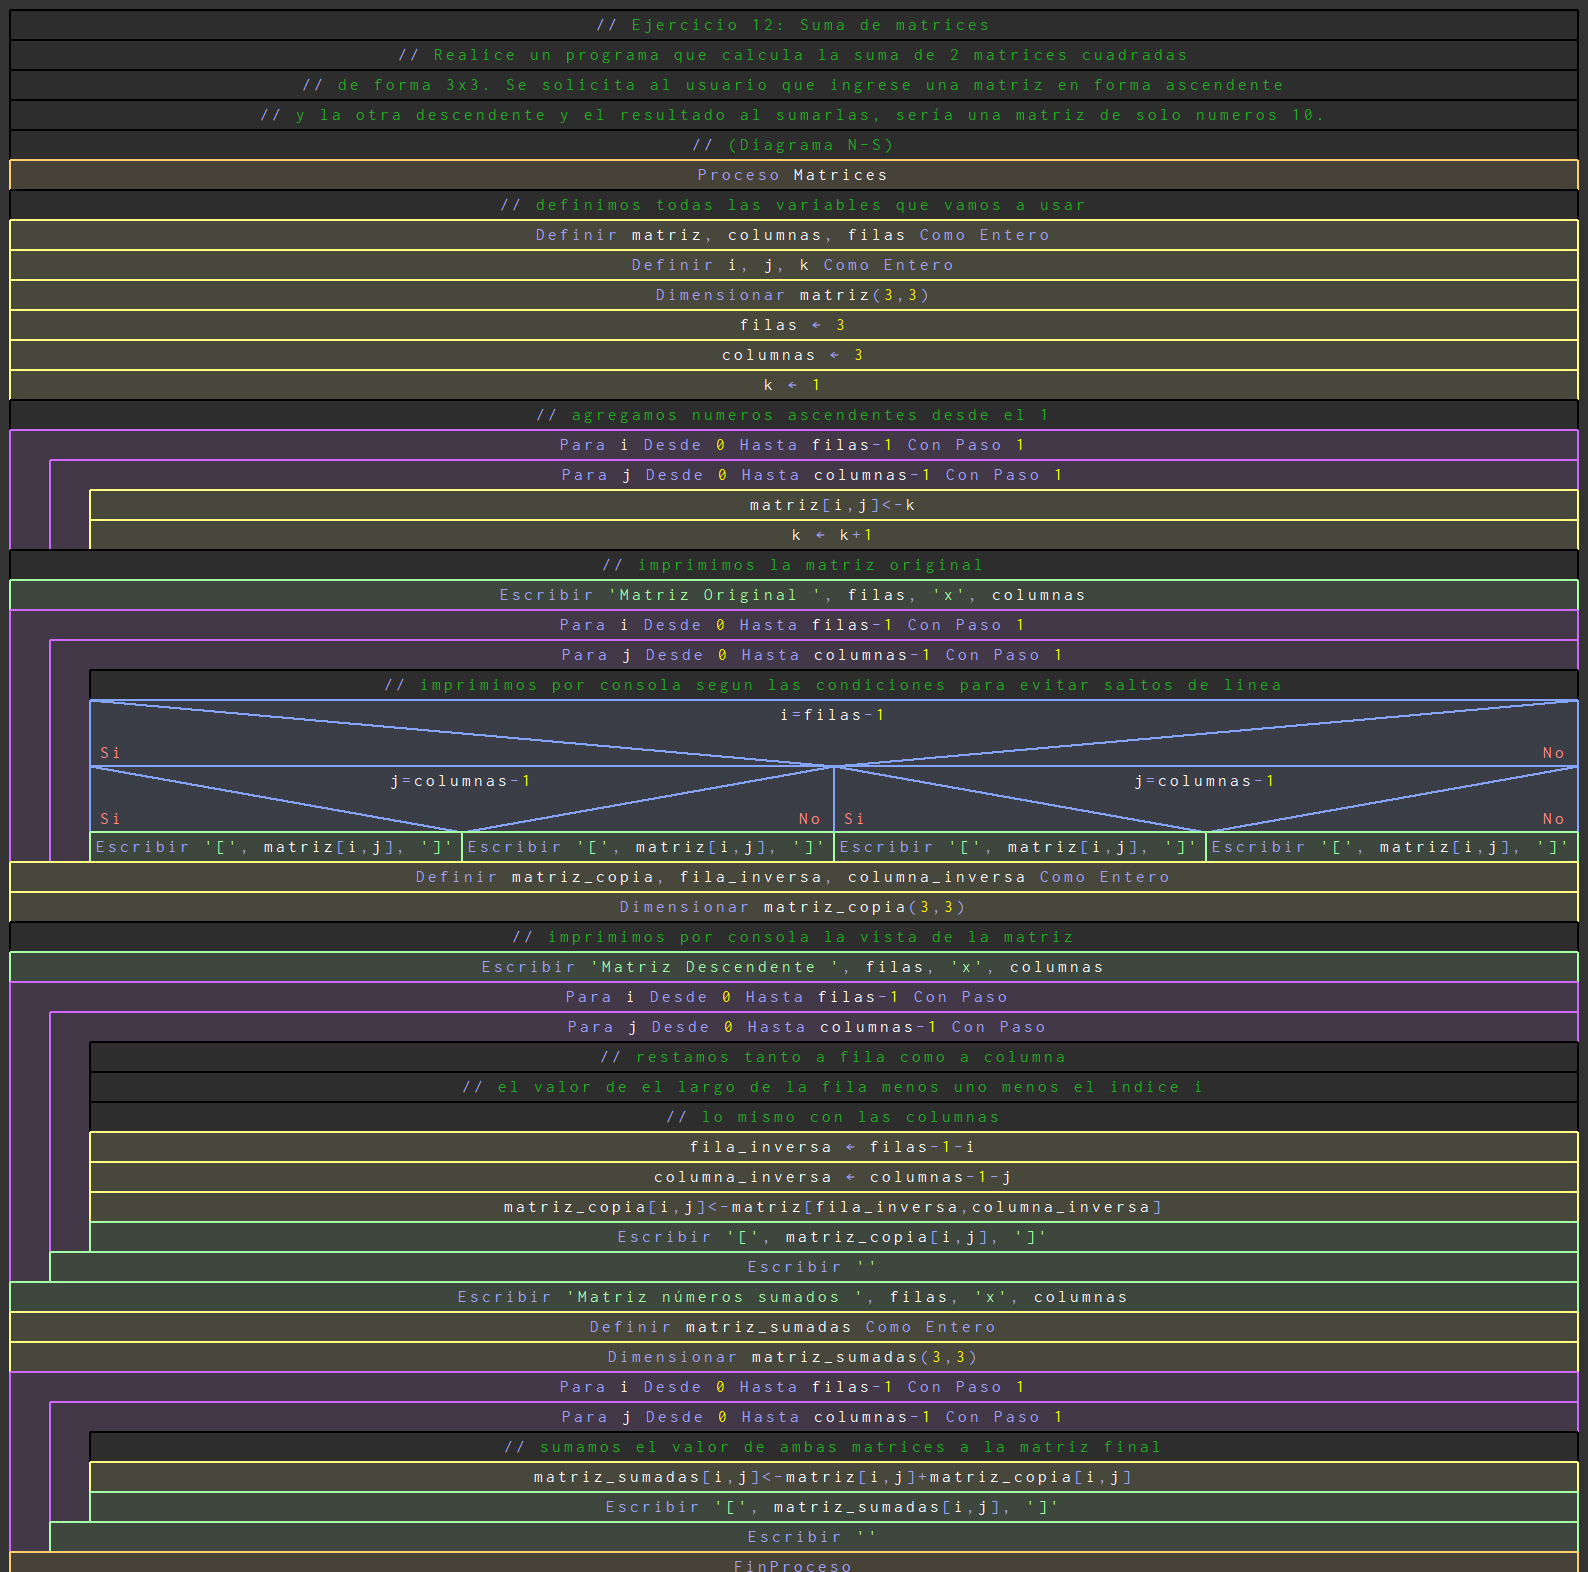 // Ejercicio 12: Suma de matrices
// Realice un programa que calcula la suma de 2 matrices cuadradas
// de forma 3x3. Se solicita al usuario que ingrese una matriz en forma ascendente
// y la otra descendente y el resultado al sumarlas, sería una matriz de solo numeros 10.
// (Diagrama N-S)
Proceso Matrices
// definimos todas las variables que vamos a usar
Definir matriz, columnas, filas Como Entero
Definir i, j, k Como Entero
Dimensionar matriz(3,3)
filas ← 3
columnas ← 3
k ← 1
// agregamos numeros ascendentes desde el 1
Para i Desde 0 Hasta filas-1 Con Paso 1
Para j Desde 0 Hasta columnas-1 Con Paso 1
matriz[i,j]<-k
k ← k+1
// imprimimos la matriz original
Escribir 'Matriz Original ', filas, 'x', columnas
Para i Desde 0 Hasta filas-1 Con Paso 1
Para j Desde 0 Hasta columnas-1 Con Paso 1
// imprimimos por consola segun las condiciones para evitar saltos de linea
i=filas-1
Si No
j=columnas-1 j=columnas-1
Si No Si No
Escribir '[', matriz[i,j], ']' Escribir '[', matriz[i,j], ']' Escribir '[', matriz[i,j], ']' Escribir '[', matriz[i,j], ']'
Definir matriz_copia, fila_inversa, columna_inversa Como Entero
Dimensionar matriz_copia(3,3)
// imprimimos por consola la vista de la matriz
Escribir 'Matriz Descendente ', filas, 'x', columnas
Para i Desde 0 Hasta filas-1 Con Paso
Para j Desde 0 Hasta columnas-1 Con Paso
// restamos tanto a fila como a columna
// el valor de el largo de la fila menos uno menos el indice i
// lo mismo con las columnas
fila_inversa ← filas-1-i
columna_inversa ← columnas-1-j
matriz_copia[i,j]<-matriz[fila_inversa,columna_inversa]
Escribir '[', matriz_copia[i,j], ']'
Escribir ''
Escribir 'Matriz números sumados ', filas, 'x', columnas
Definir matriz_sumadas Como Entero
Dimensionar matriz_sumadas(3,3)
Para i Desde 0 Hasta filas-1 Con Paso 1
Para j Desde 0 Hasta columnas-1 Con Paso 1
// sumamos el valor de ambas matrices a la matriz final
matriz_sumadas[i,j]<-matriz[i,j]+matriz_copia[i,j]
Escribir '[', matriz_sumadas[i,j], ']'
Escribir ''
FinProceso